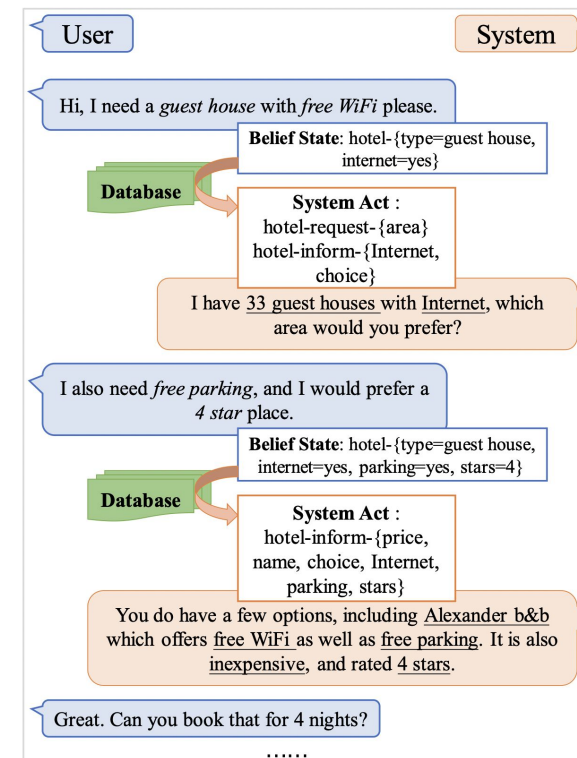 User
System
Hi, I need a guest house with free WiFi please.
Belief State: hotel-{type=guest house,
internet=yes}
Database
System Act :
hotel-request-{area}
hotel-inform-{Internet,
choice}
I have 33 guest houses with Internet, which
area would you prefer?
I also need free parking, and I would prefer a
4 star place.
Belief State: hotel-{type=guest house,
internet=yes, parking=yes, stars=4}
Database
System Act :
hotel-inform-{price,
name, choice, Internet,
parking, stars}
You do have a few options, including Alexander b&b
which offers free WiFi as well as free parking. It is also
inexpensive, and rated 4 stars.
Great. Can you book that for 4 nights?
......